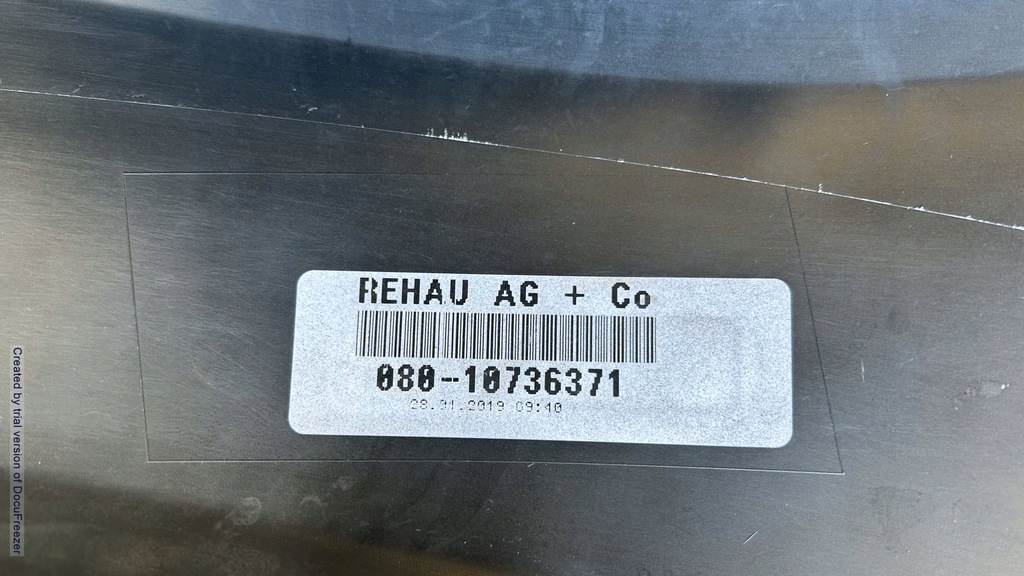 REHAU AG + Co
080-10736371
28.01.2019 09:40
Created by trial version of DocuFreezer